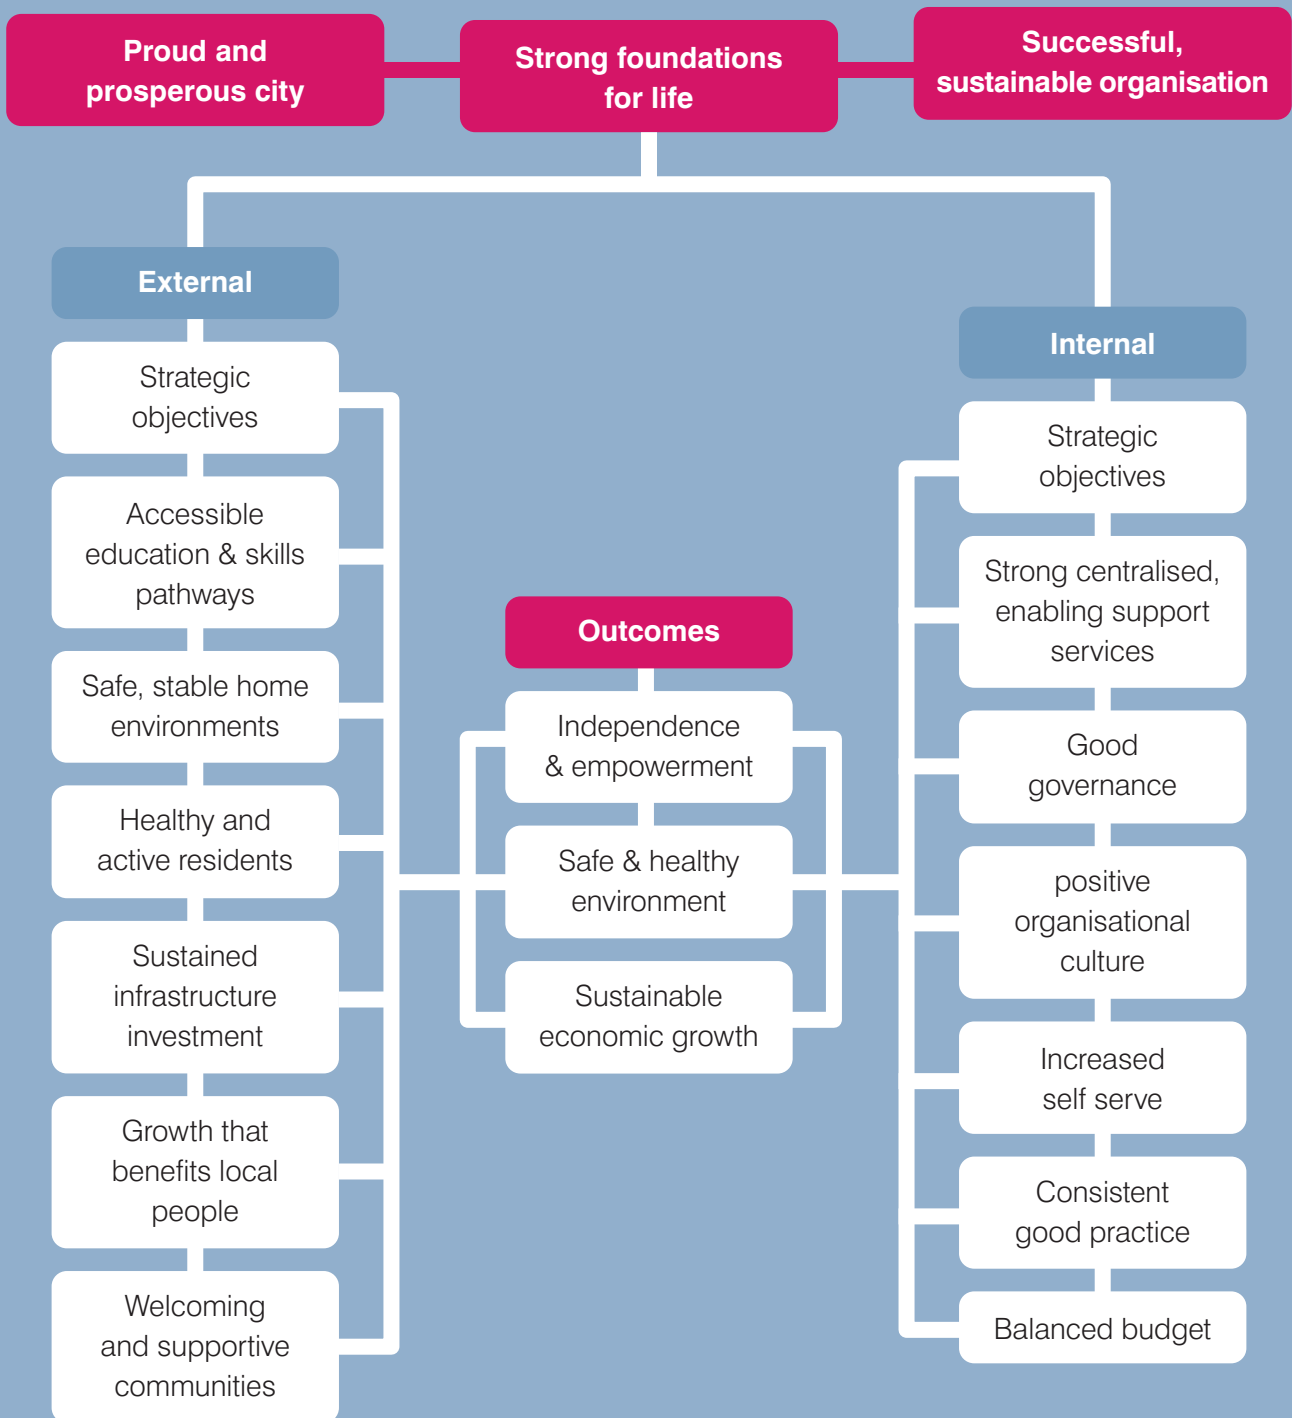 Proud and
prosperous city
Strong foundations
for life
Successful,
sustainable organisation
External
Strategic
objectives
Accessible
education & skills
pathways
Safe, stable home
environments
Healthy and
active residents
Sustained
infrastructure
investment
Growth that
benefits local
people
Welcoming
and supportive
communities
Outcomes
Independence
& empowerment
Safe & healthy
environment
Sustainable
economic growth
Internal
Strategic
objectives
Strong centralised,
enabling support
services
Good
governance
positive
organisational
culture
Increased
self serve
Consistent
good practice
Balanced budget